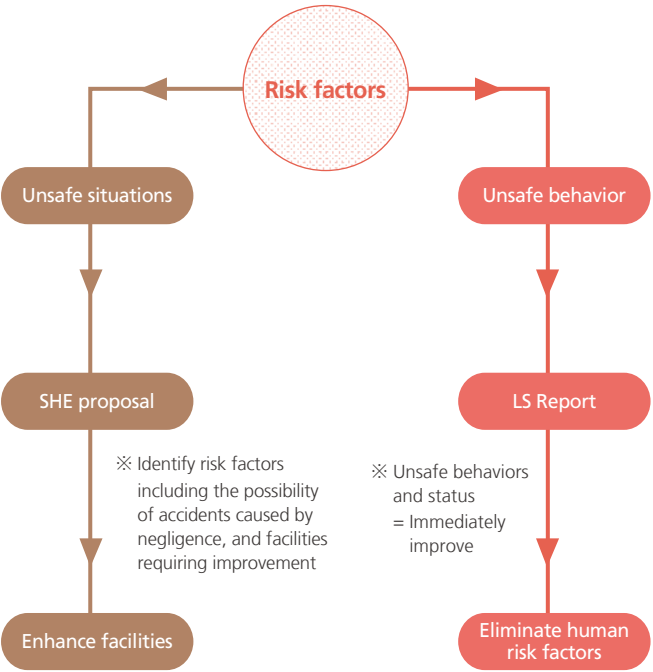 Risk factors
Unsafe situations
Unsafe behavior
SHE proposal
LS Report
※ Identify risk factors
including the possibility
of accidents caused by
negligence, and facilities
requiring improvement
※ Unsafe behaviors
and status
= Immediately
improve
Enhance facilities
Eliminate human
risk factors